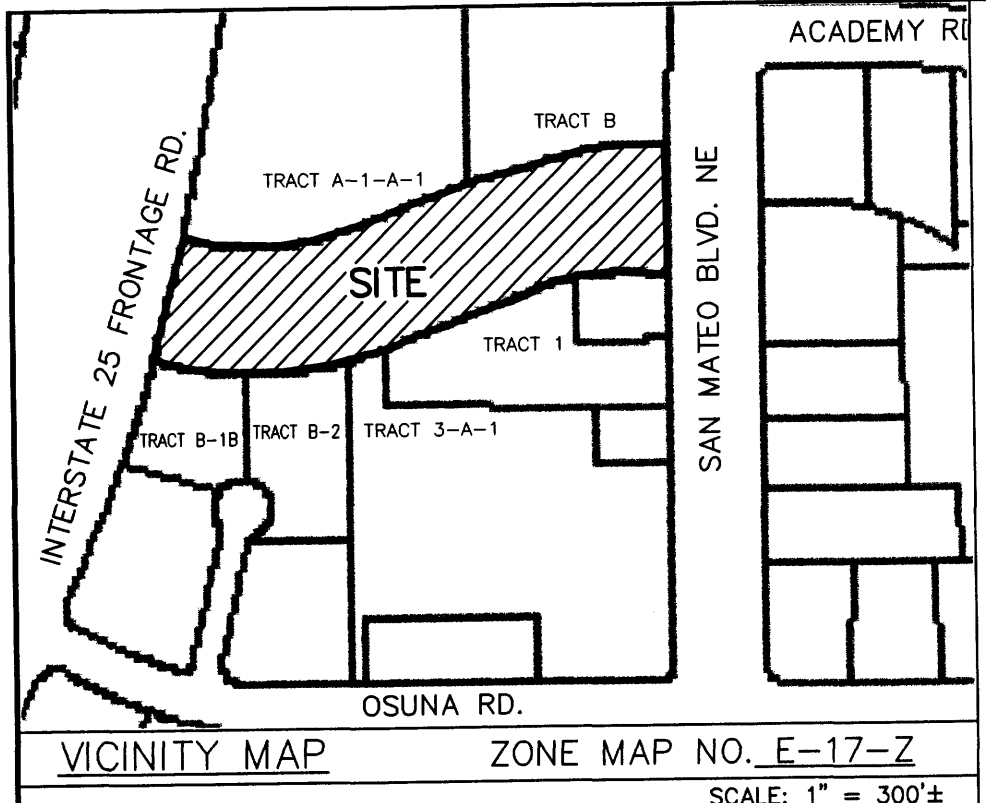 ACADEMY RD
TRACT B
TRACT A-1-A-1
INTERSTATE 25 FRONTAGE RD.
SAN MATEO BLVD. NE
SITE
TRACT 1
TRACT B-1B
TRACT B-2
TRACT 3-A-1
OSUNA RD.
VICINITY MAP
ZONE MAP NO. E-17-Z
SCALE: 1" = 300'±